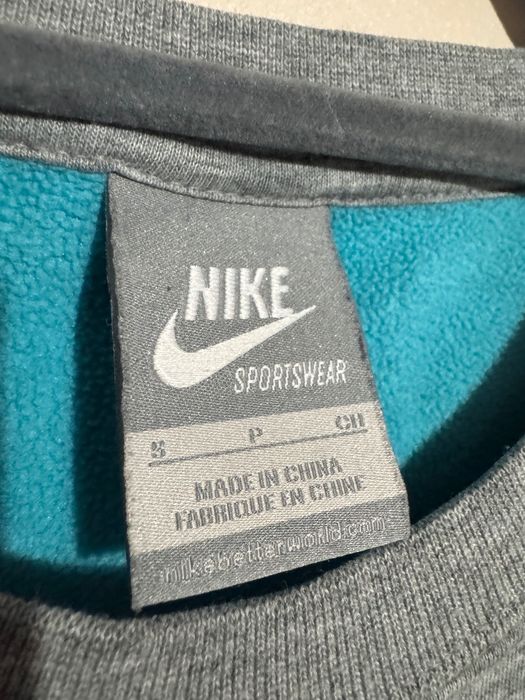 NIKE
SPORTSWEAR
S P CH
MADE IN CHINA
FABRIQUE EN CHINE
nikebetterworld.com